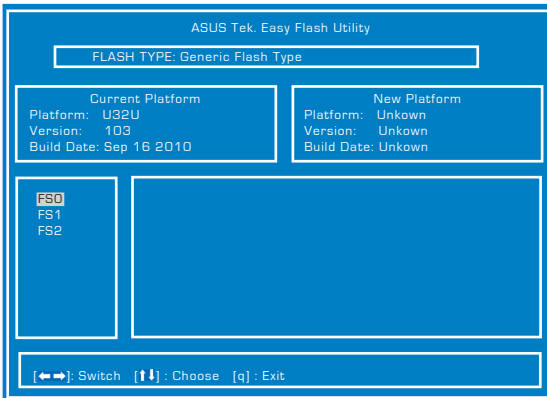 ASUS Tek. Easy Flash Utility
FLASH TYPE: Generic Flash Type
Current Platform
Platform: U32U
Version: 103
Build Date: Sep 16 2010
New Platform
Platform: Unkown
Version: Unkown
Build Date: Unkown
FS0
FS1
FS2
[←→]: Switch [↑↓] : Choose [q] : Exit